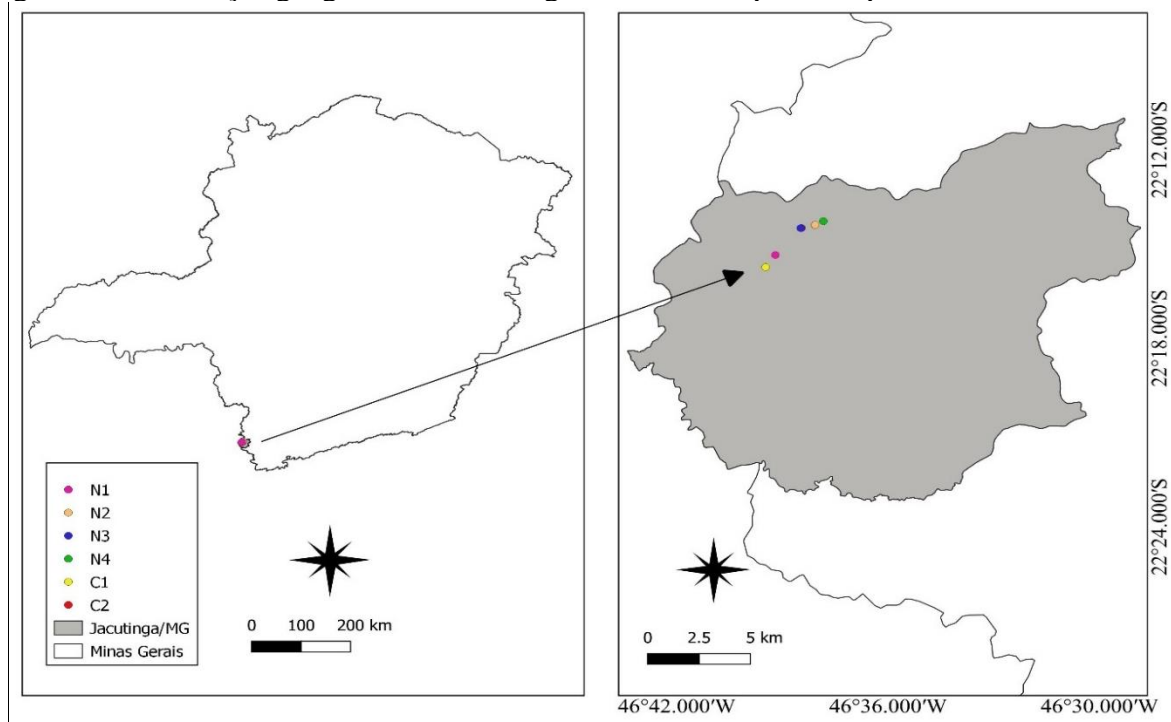 N1
N2
N3
N4
C1
C2
Jacutinga/MG
Minas Gerais
0 100 200 km
0 2.5 5 km
22°12.000'S
22°18.000'S
22°24.000'S
46°42.000'W 46°36.000'W 46°30.000'W